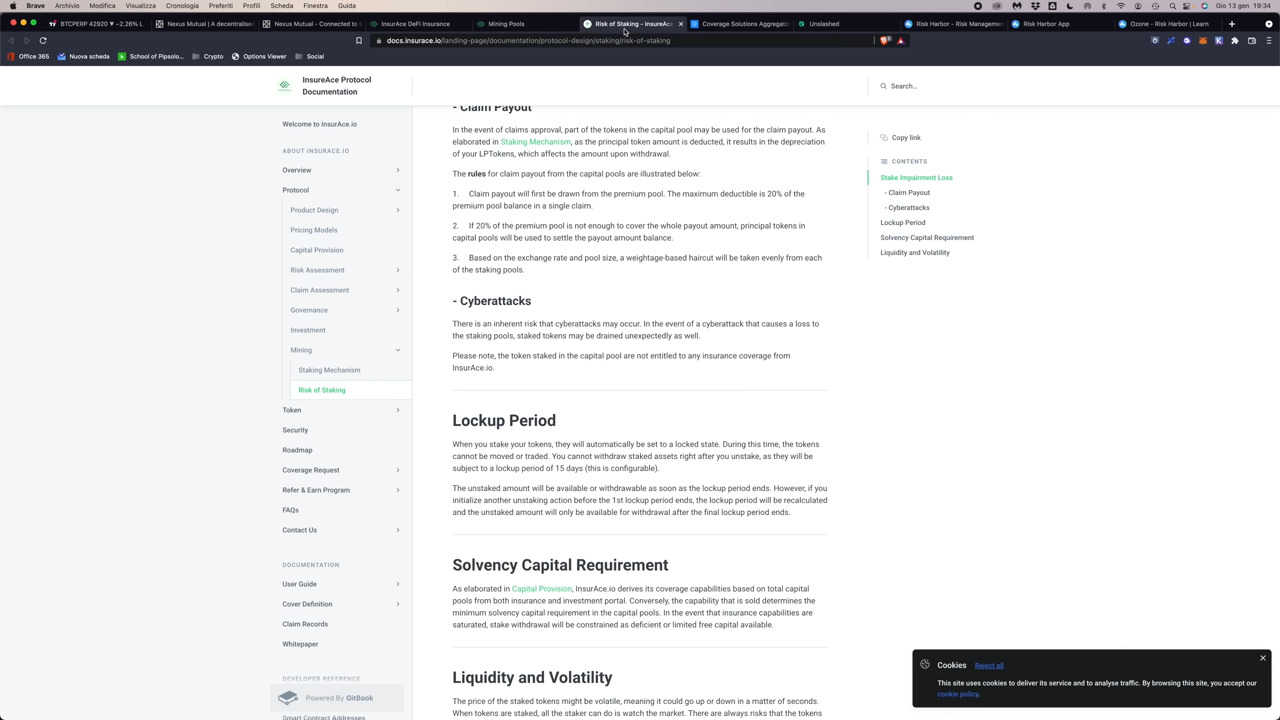 Brave Archivio Modifica Visualizza Cronologia Preferiti Profili Scheda Finestra Guida Gio 13 gen 19:34
BTCPERP 42920 ▼ −2.26% L Nexus Mutual | A decentralised Nexus Mutual - Connected to InsurAce DeFi Insurance Mining Pools Risk of Staking - InsureAce Coverage Solutions Aggregat Unslashed Risk Harbor - Risk Managemen Risk Harbor App Ozone - Risk Harbor | Learn
docs.insurace.io/landing-page/documentation/protocol-design/staking/risk-of-staking
Office 365 Nuova scheda School of Pipsolo... Crypto Options Viewer Social
InsureAce Protocol
Documentation
Search...
Welcome to InsurAce.io
ABOUT INSURACE.IO
Overview
Protocol
Product Design
Pricing Models
Capital Provision
Risk Assessment
Claim Assessment
Governance
Investment
Mining
Staking Mechanism
Risk of Staking
Token
Security
Roadmap
Coverage Request
Refer & Earn Program
FAQs
Contact Us
DOCUMENTATION
User Guide
Cover Definition
Claim Records
Whitepaper
DEVELOPER REFERENCE
Powered By GitBook
Smart Contract Addresses
- Claim Payout
In the event of claims approval, part of the tokens in the capital pool may be used for the claim payout. As
elaborated in Staking Mechanism, as the principal token amount is deducted, it results in the depreciation
of your LPTokens, which affects the amount upon withdrawal.
The rules for claim payout from the capital pools are illustrated below:
1. Claim payout will first be drawn from the premium pool. The maximum deductible is 20% of the
premium pool balance in a single claim.
2. If 20% of the premium pool is not enough to cover the whole payout amount, principal tokens in
capital pools will be used to settle the payout amount balance.
3. Based on the exchange rate and pool size, a weightage-based haircut will be taken evenly from each
of the staking pools.
- Cyberattacks
There is an inherent risk that cyberattacks may occur. In the event of a cyberattack that causes a loss to
the staking pools, staked tokens may be drained unexpectedly as well.
Please note, the token staked in the capital pool are not entitled to any insurance coverage from
InsurAce.io.
Lockup Period
When you stake your tokens, they will automatically be set to a locked state. During this time, the tokens
cannot be moved or traded. You cannot withdraw staked assets right after you unstake, as they will be
subject to a lockup period of 15 days (this is configurable).
The unstaked amount will be available or withdrawable as soon as the lockup period ends. However, if you
initialize another unstaking action before the 1st lockup period ends, the lockup period will be recalculated
and the unstaked amount will only be available for withdrawal after the final lockup period ends.
Solvency Capital Requirement
As elaborated in Capital Provision, InsurAce.io derives its coverage capabilities based on total capital
pools from both insurance and investment portal. Conversely, the capability that is sold determines the
minimum solvency capital requirement in the capital pools. In the event that insurance capabilities are
saturated, stake withdrawal will be constrained as deficient or limited free capital available.
Liquidity and Volatility
The price of the staked tokens might be volatile, meaning it could go up or down in a matter of seconds.
When tokens are staked, all the staker can do is watch the market. There are always risks that the tokens
Copy link
CONTENTS
Stake Impairment Loss
- Claim Payout
- Cyberattacks
Lockup Period
Solvency Capital Requirement
Liquidity and Volatility
Cookies Reject all
This site uses cookies to deliver its service and to analyse traffic. By browsing this site, you accept our
cookie policy.